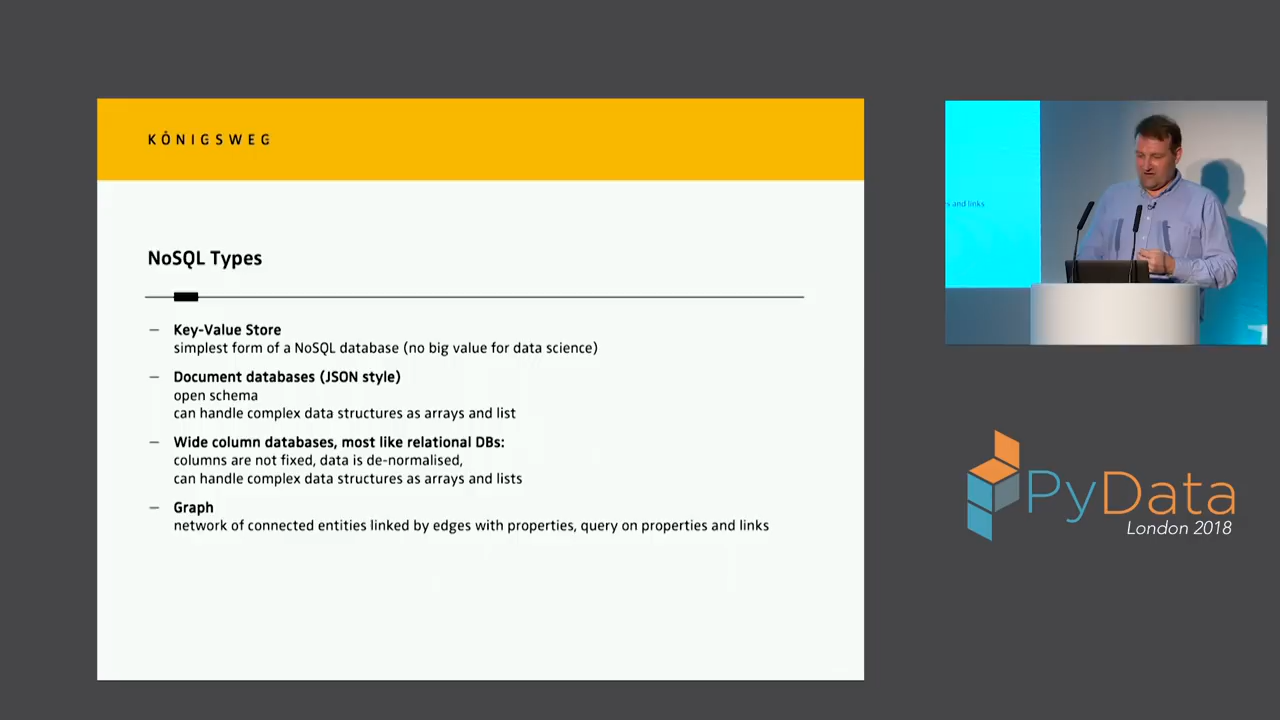 KÖNIGSWEG
NoSQL Types
– Key-Value Store
simplest form of a NoSQL database (no big value for data science)
– Document databases (JSON style)
open schema
can handle complex data structures as arrays and list
– Wide column databases, most like relational DBs:
columns are not fixed, data is de-normalised,
can handle complex data structures as arrays and lists
– Graph
network of connected entities linked by edges with properties, query on properties and links
s and links
PyData
London 2018